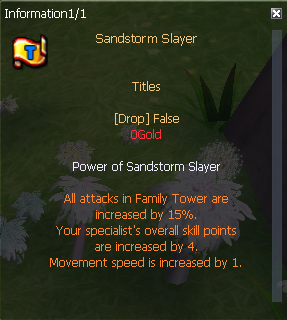 Information1/1
T
Sandstorm Slayer
Titles
[Drop] False
0Gold
Power of Sandstorm Slayer
All attacks in Family Tower are
increased by 15%.
Your specialist's overall skill points
are increased by 4.
Movement speed is increased by 1.